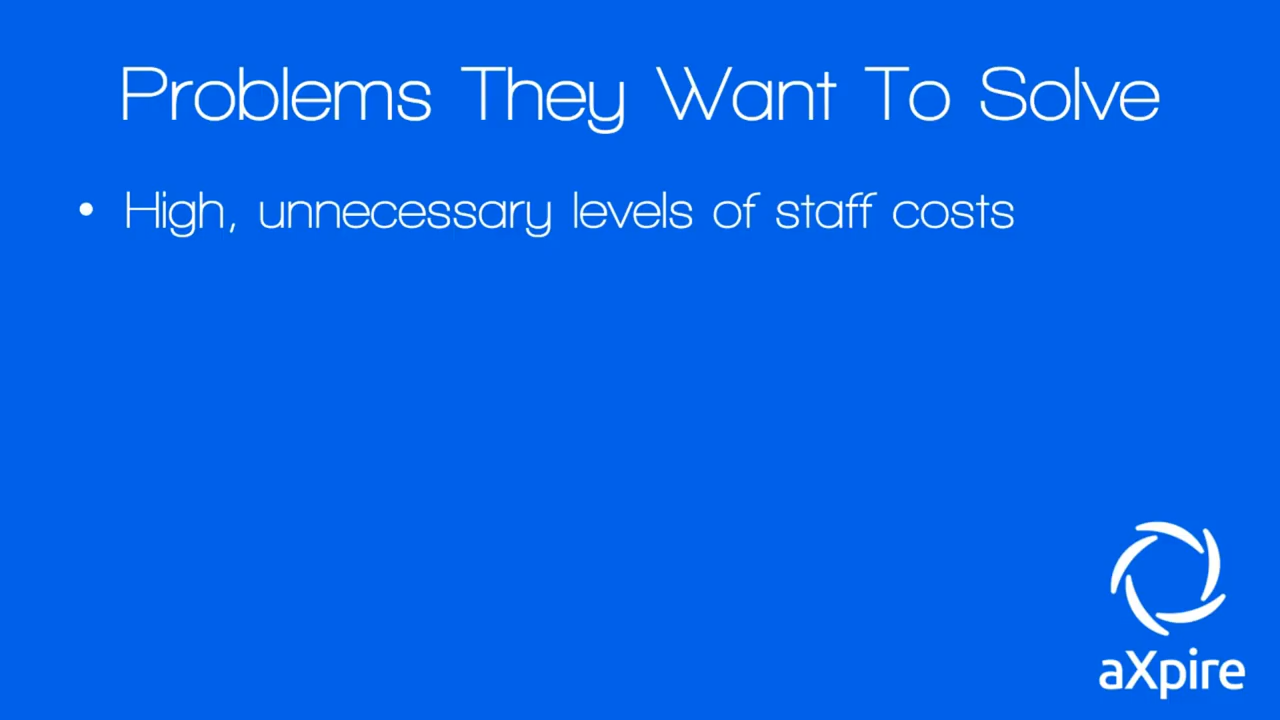 Problems They Want To Solve
• High, unnecessary levels of staff costs
aXpire